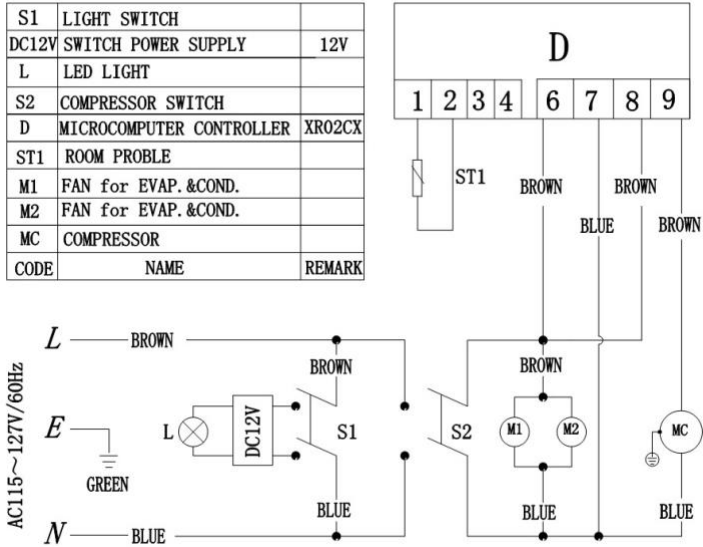 S1 LIGHT SWITCH
DC12V SWITCH POWER SUPPLY 12V
L LED LIGHT
S2 COMPRESSOR SWITCH
D MICROCOMPUTER CONTROLLER XR02CX
ST1 ROOM PROBLE
M1 FAN for EVAP.&COND.
M2 FAN for EVAP.&COND.
MC COMPRESSOR
CODE NAME REMARK
D
1 2 3 4 6 7 8 9
ST1
BROWN BROWN
BLUE BROWN
L BROWN
BROWN BROWN
AC115~127V/60Hz
E L DC12V S1 S2 M1 M2 MC
GREEN
BLUE BLUE BLUE
N BLUE